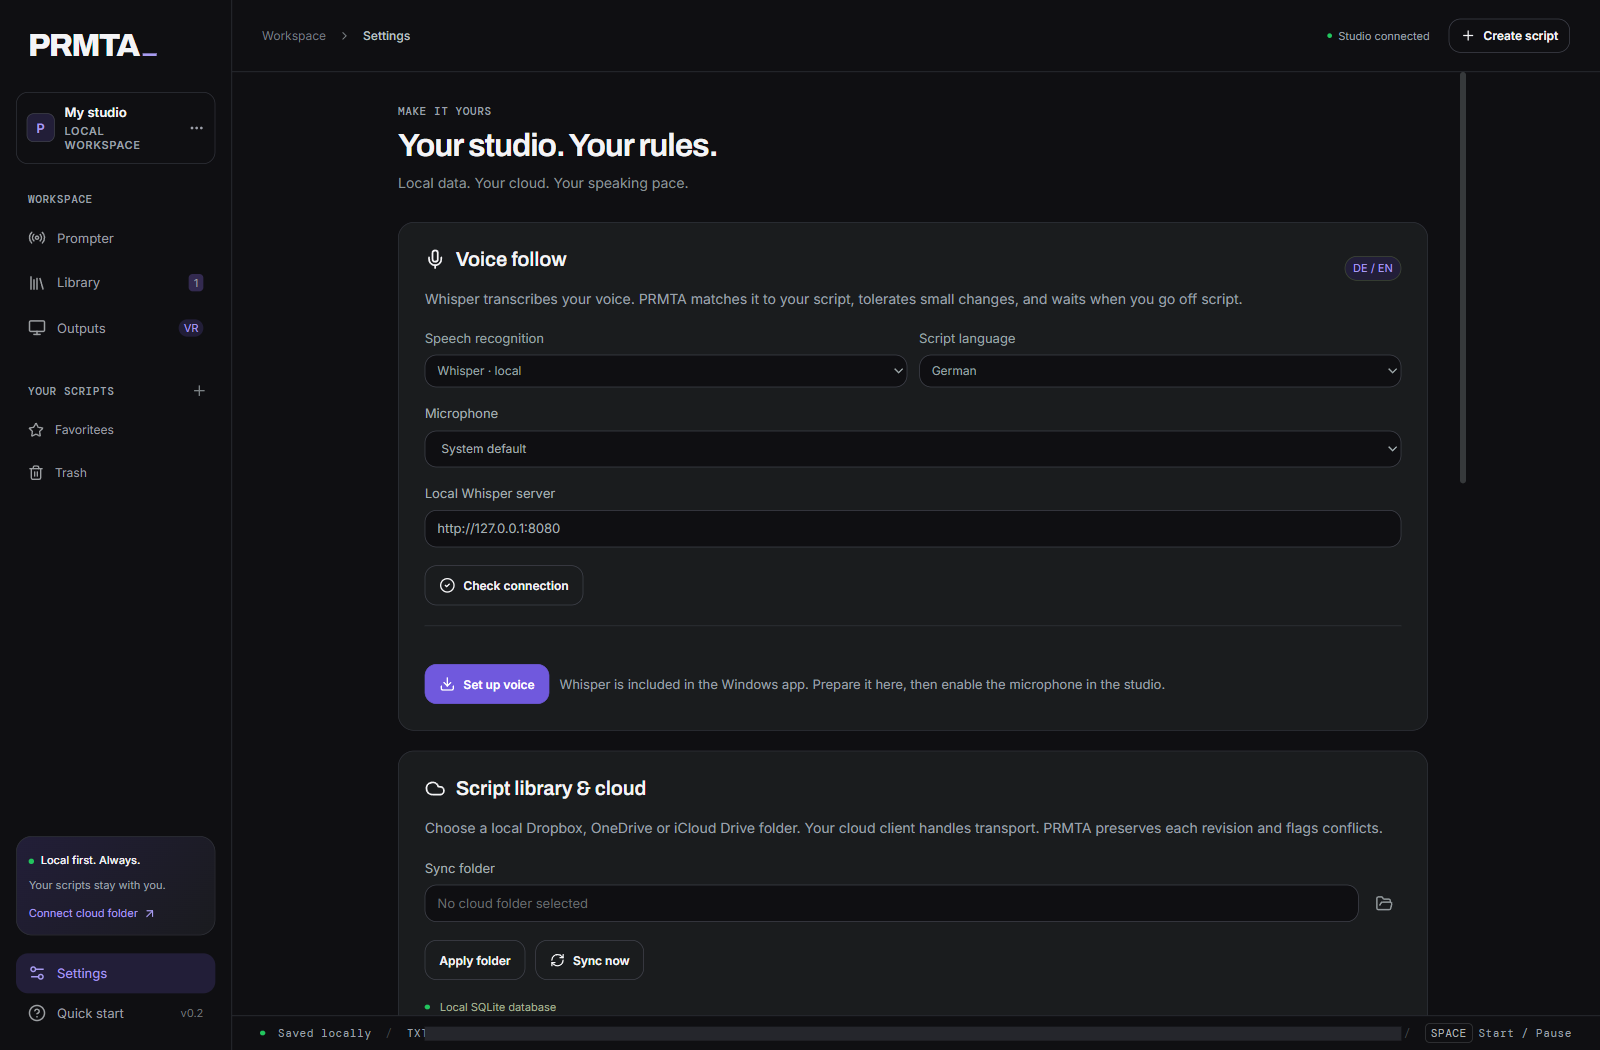 PRMTA_
Workspace > Settings
Studio connected
+ Create script
P
My studio
LOCAL
WORKSPACE
...
WORKSPACE
Prompter
Library 1
Outputs VR
YOUR SCRIPTS +
Favoritees
Trash
Local first. Always.
Your scripts stay with you.
Connect cloud folder
Settings
Quick start v0.2
MAKE IT YOURS
Your studio. Your rules.
Local data. Your cloud. Your speaking pace.
Voice follow
DE / EN
Whisper transcribes your voice. PRMTA matches it to your script, tolerates small changes, and waits when you go off script.
Speech recognition
Whisper · local
Script language
German
Microphone
System default
Local Whisper server
http://127.0.0.1:8080
Check connection
Set up voice
Whisper is included in the Windows app. Prepare it here, then enable the microphone in the studio.
Script library & cloud
Choose a local Dropbox, OneDrive or iCloud Drive folder. Your cloud client handles transport. PRMTA preserves each revision and flags conflicts.
Sync folder
No cloud folder selected
Apply folder
Sync now
Local SQLite database
Saved locally / TXT
/ SPACE Start / Pause